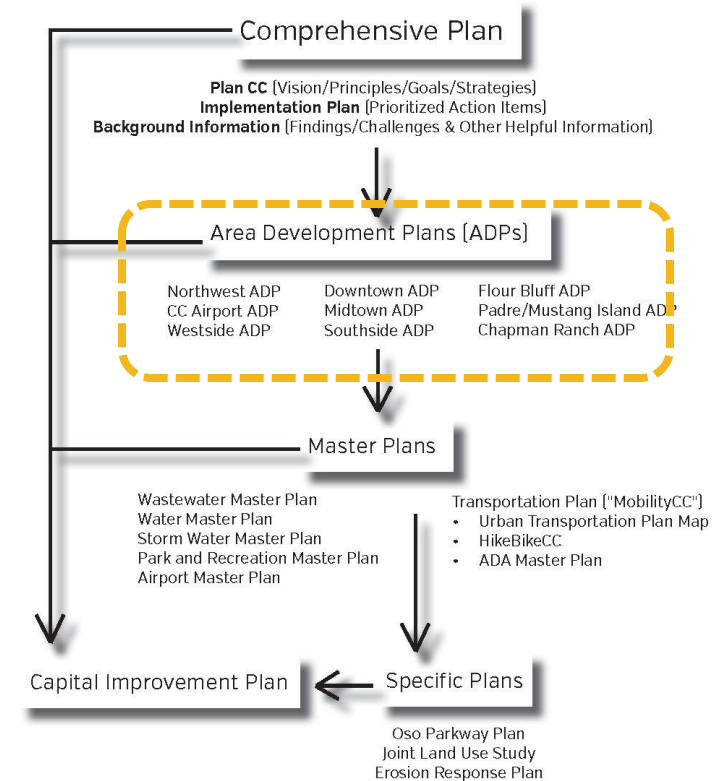 Comprehensive Plan
Plan CC (Vision/Principles/Goals/Strategies)
Implementation Plan (Prioritized Action Items)
Background Information (Findings/Challenges & Other Helpful Information)
Area Development Plans (ADPs)
Northwest ADP
CC Airport ADP
Westside ADP
Downtown ADP
Midtown ADP
Southside ADP
Flour Bluff ADP
Padre/Mustang Island ADP
Chapman Ranch ADP
Master Plans
Wastewater Master Plan
Water Master Plan
Storm Water Master Plan
Park and Recreation Master Plan
Airport Master Plan
Transportation Plan ("MobilityCC")
• Urban Transportation Plan Map
• HikeBikeCC
• ADA Master Plan
Capital Improvement Plan
Specific Plans
Oso Parkway Plan
Joint Land Use Study
Erosion Response Plan